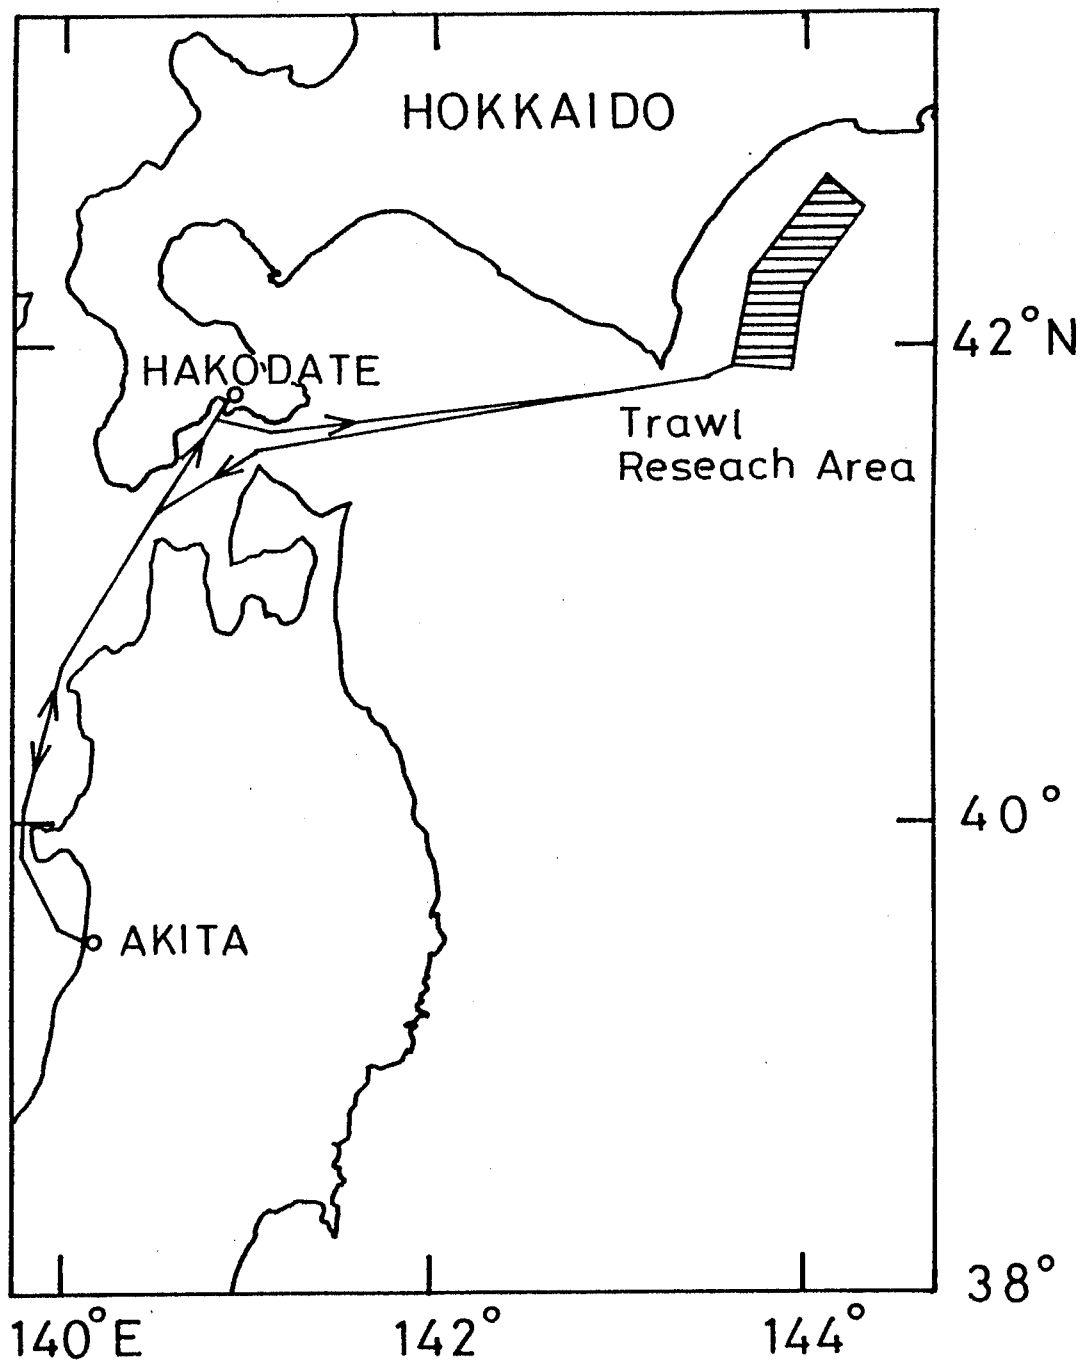 HOKKAIDO
42°N
HAKODATE
Trawl
Reseach Area
40°
AKITA
38°
140°E
142°
144°